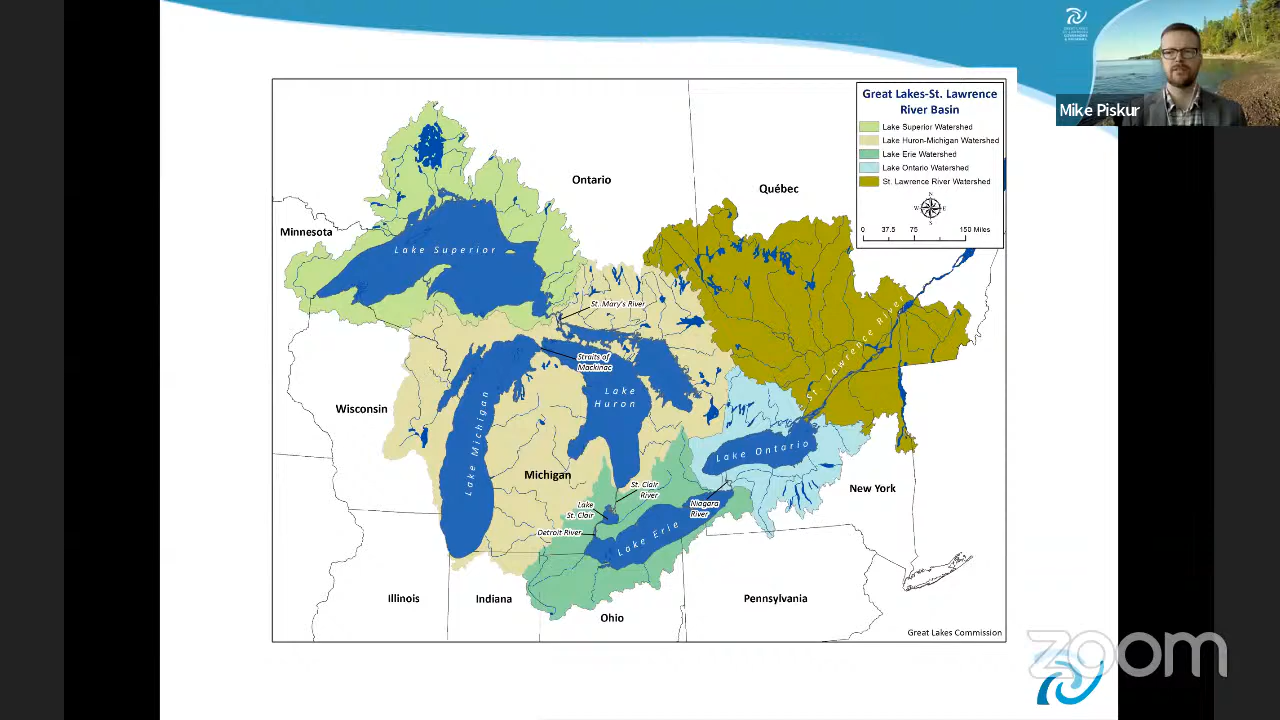 Great Lakes-St. Lawrence
River Basin
Lake Superior Watershed
Lake Huron-Michigan Watershed
Lake Erie Watershed
Lake Ontario Watershed
St. Lawrence River Watershed
N
W E
S
0 37.5 75 150 Miles
Mike Piskur
Ontario
Québec
Minnesota
Lake Superior
St. Mary's River
Straits of
Mackinac
St. Lawrence River
Lake
Huron
Wisconsin
Lake Michigan
Lake Ontario
Michigan
New York
St. Clair
River
Lake
St. Clair
Niagara
River
Detroit River
Lake Erie
Illinois
Indiana
Pennsylvania
Ohio
Great Lakes Commission
zoom